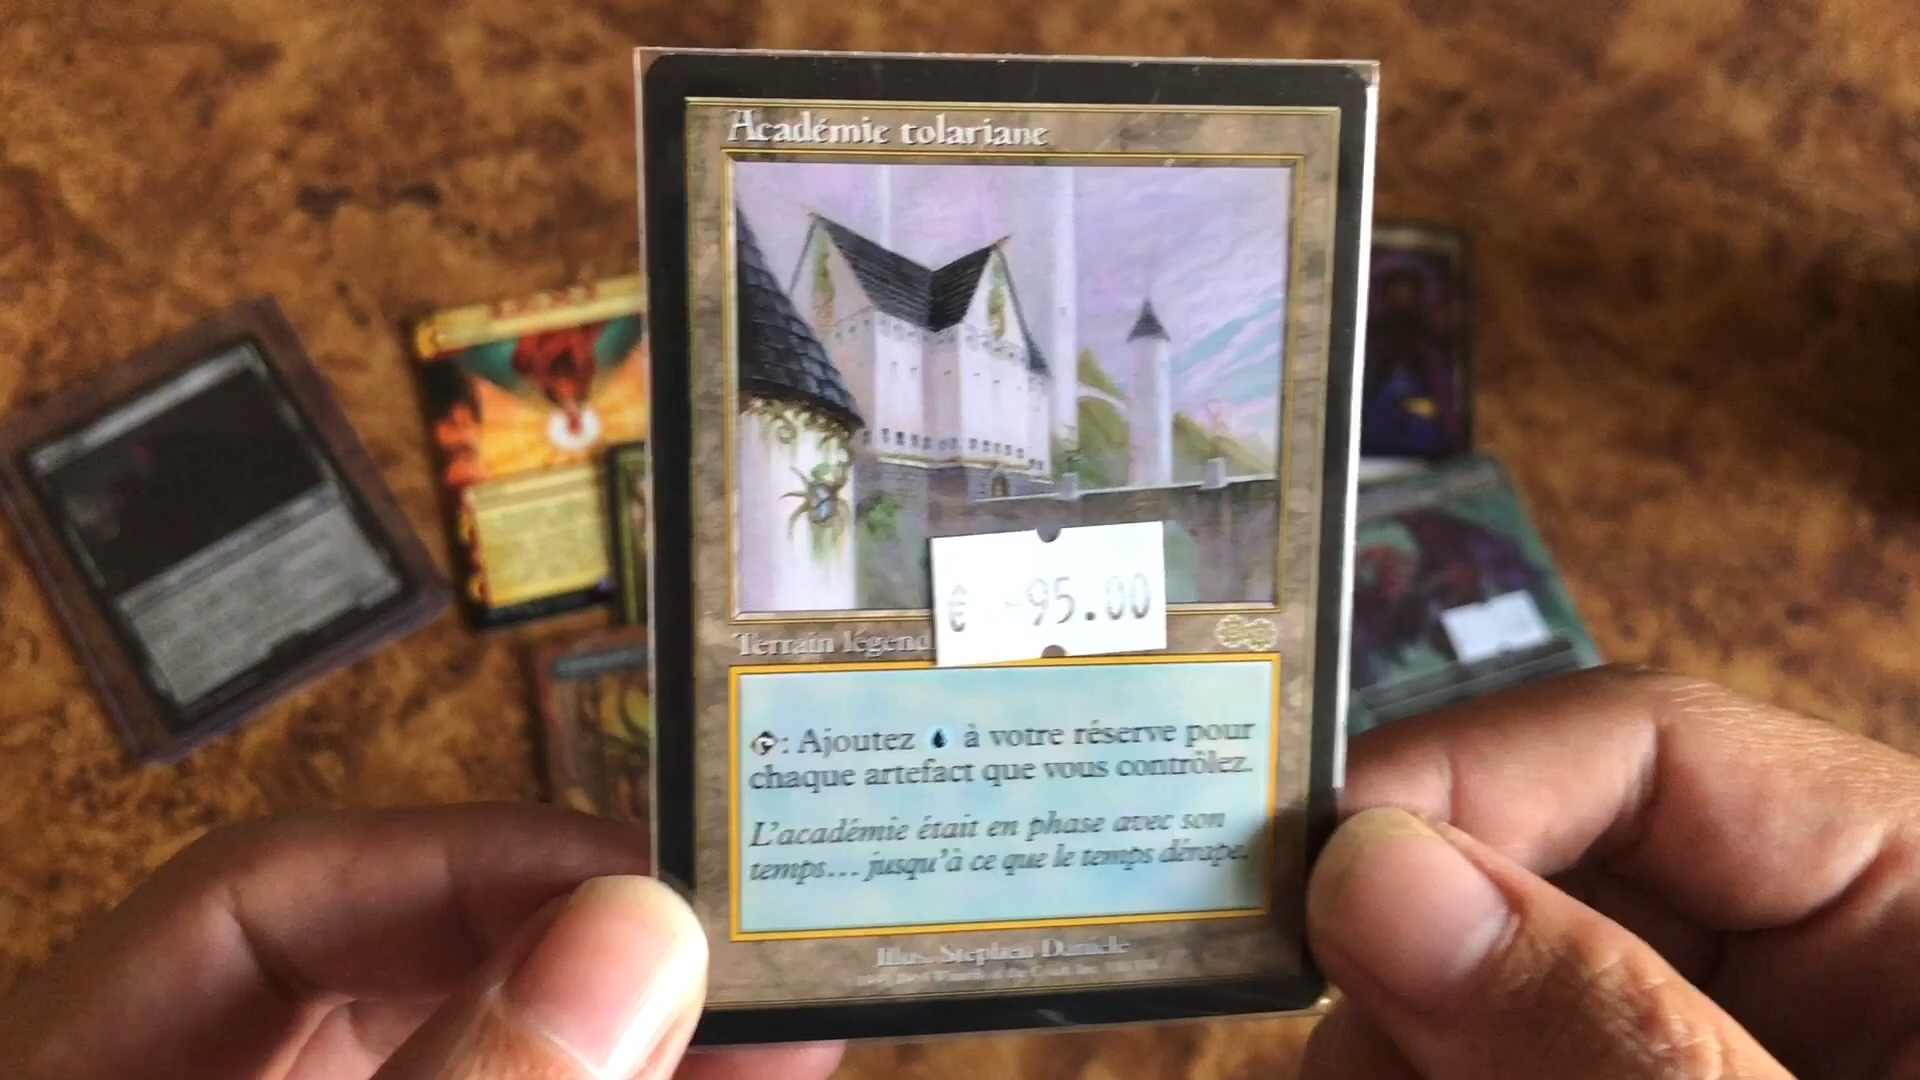 Académie tolariane
€ -95.00
Terrain légend
: Ajoutez à votre réserve pour
chaque artefact que vous contrôlez.
L'académie était en phase avec son
temps... jusqu'à ce que le temps dérape.
Illus. Stephen Daniele